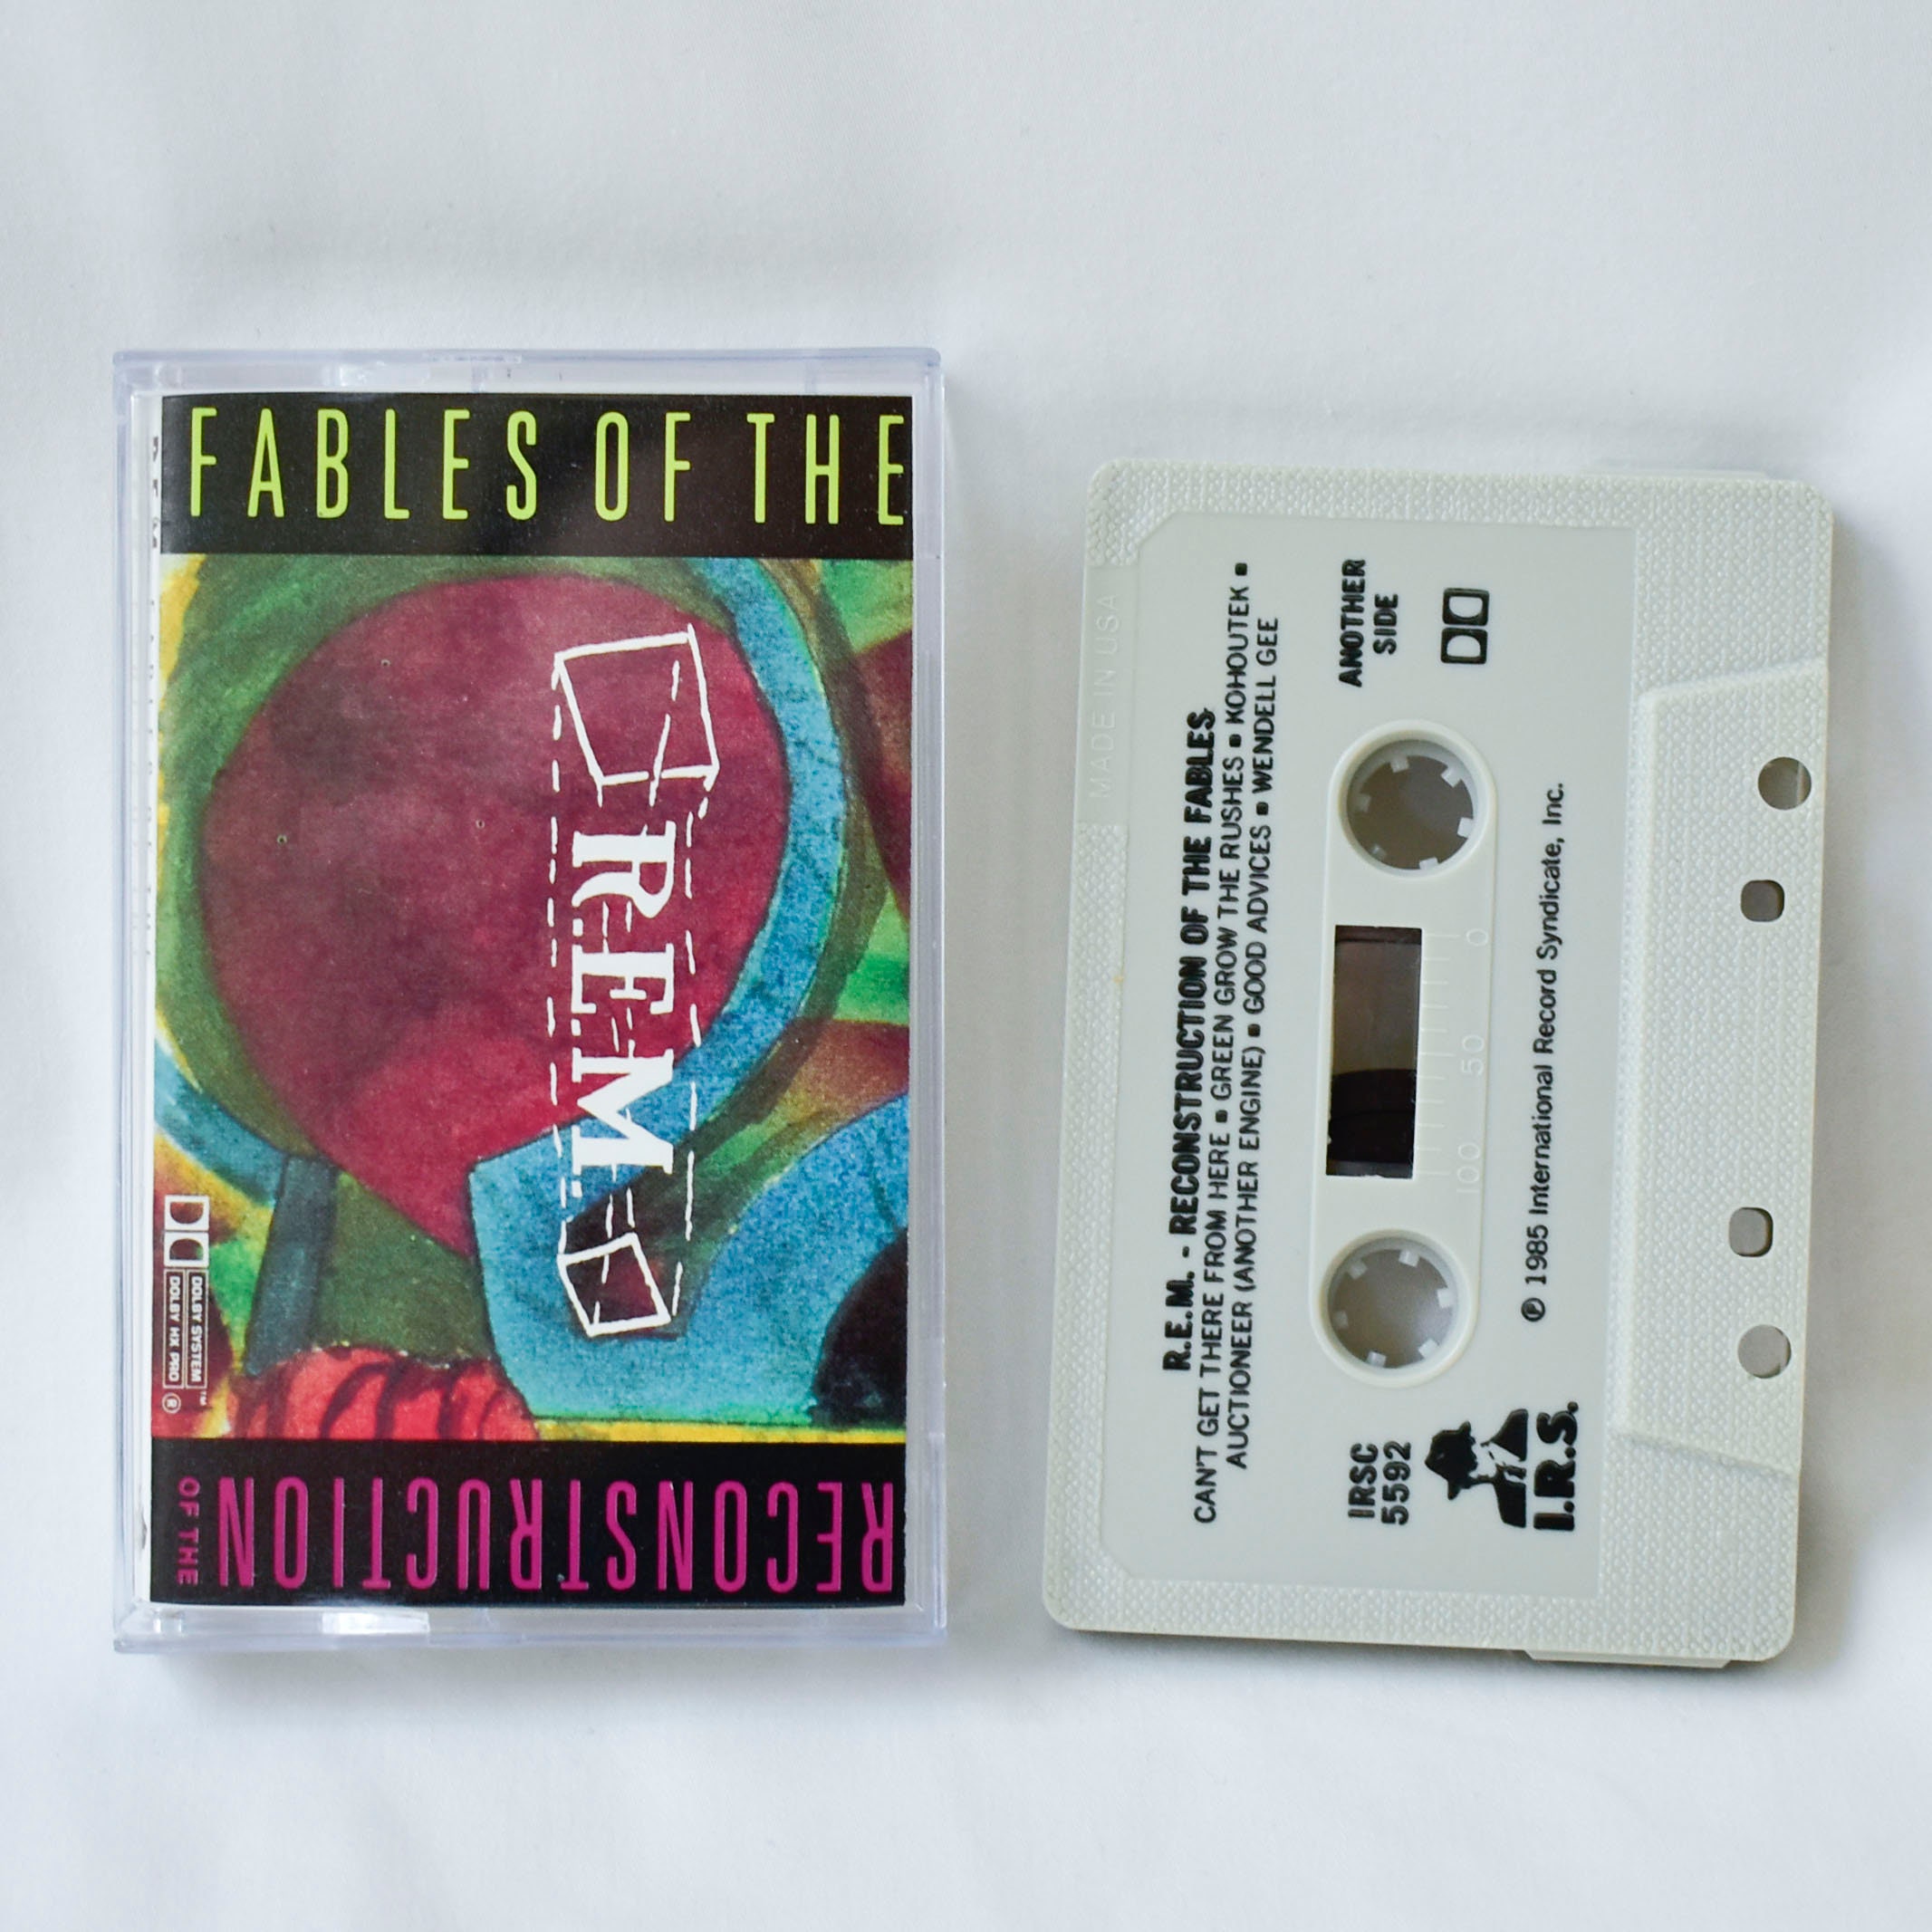 FABLES OF THE
R.E.M.
DOLBY SYSTEM™
DOLBY HX PRO ®
RECONSTRUCTION
OF THE
MADE IN USA
R.E.M. - RECONSTRUCTION OF THE FABLES
CAN'T GET THERE FROM HERE ■ GREEN GROW THE RUSHES ■ KOHOUTEK ■
AUCTIONEER (ANOTHER ENGINE) ■ GOOD ADVICES ■ WENDELL GEE
ANOTHER
SIDE
100 50 0
IRSC
5592
I.R.S.
℗ 1985 International Record Syndicate, Inc.